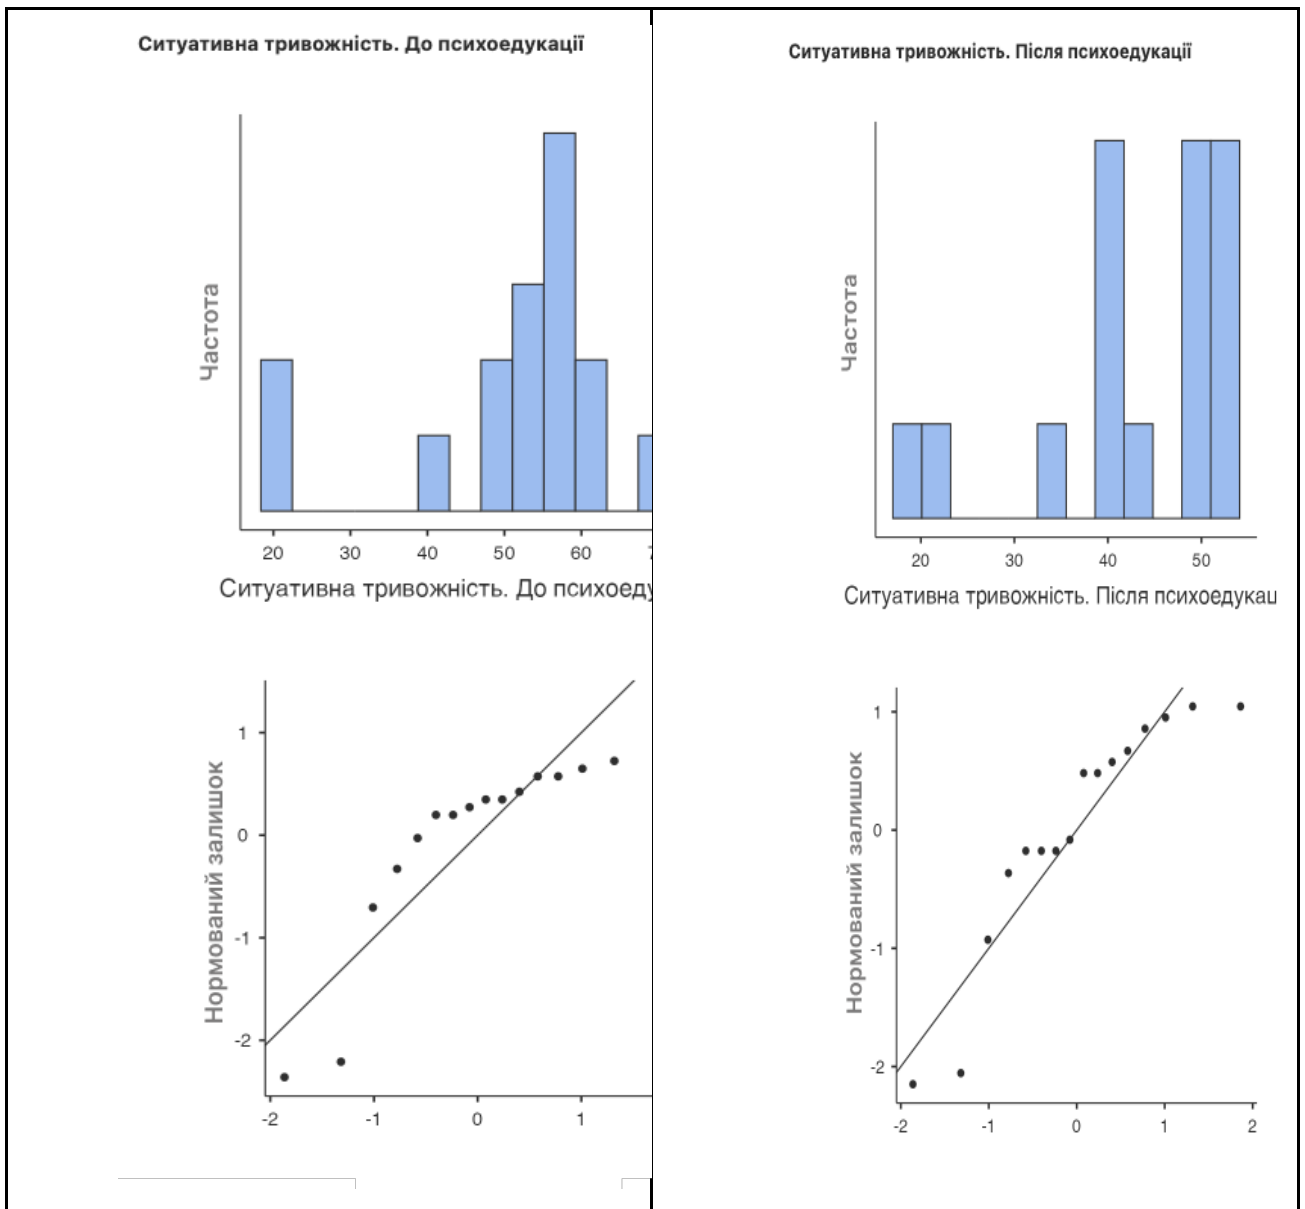 Ситуативна тривожність. До психоедукації
Частота
20 30 40 50 60
Ситуативна тривожність. До психоеду
1
0
-1
-2
Нормований залишок
-2 -1 0 1
Ситуативна тривожність. Після психоедукації
Частота
20 30 40 50
Ситуативна тривожність. Після психоедукац
1
0
-1
-2
Нормований залишок
-2 -1 0 1 2